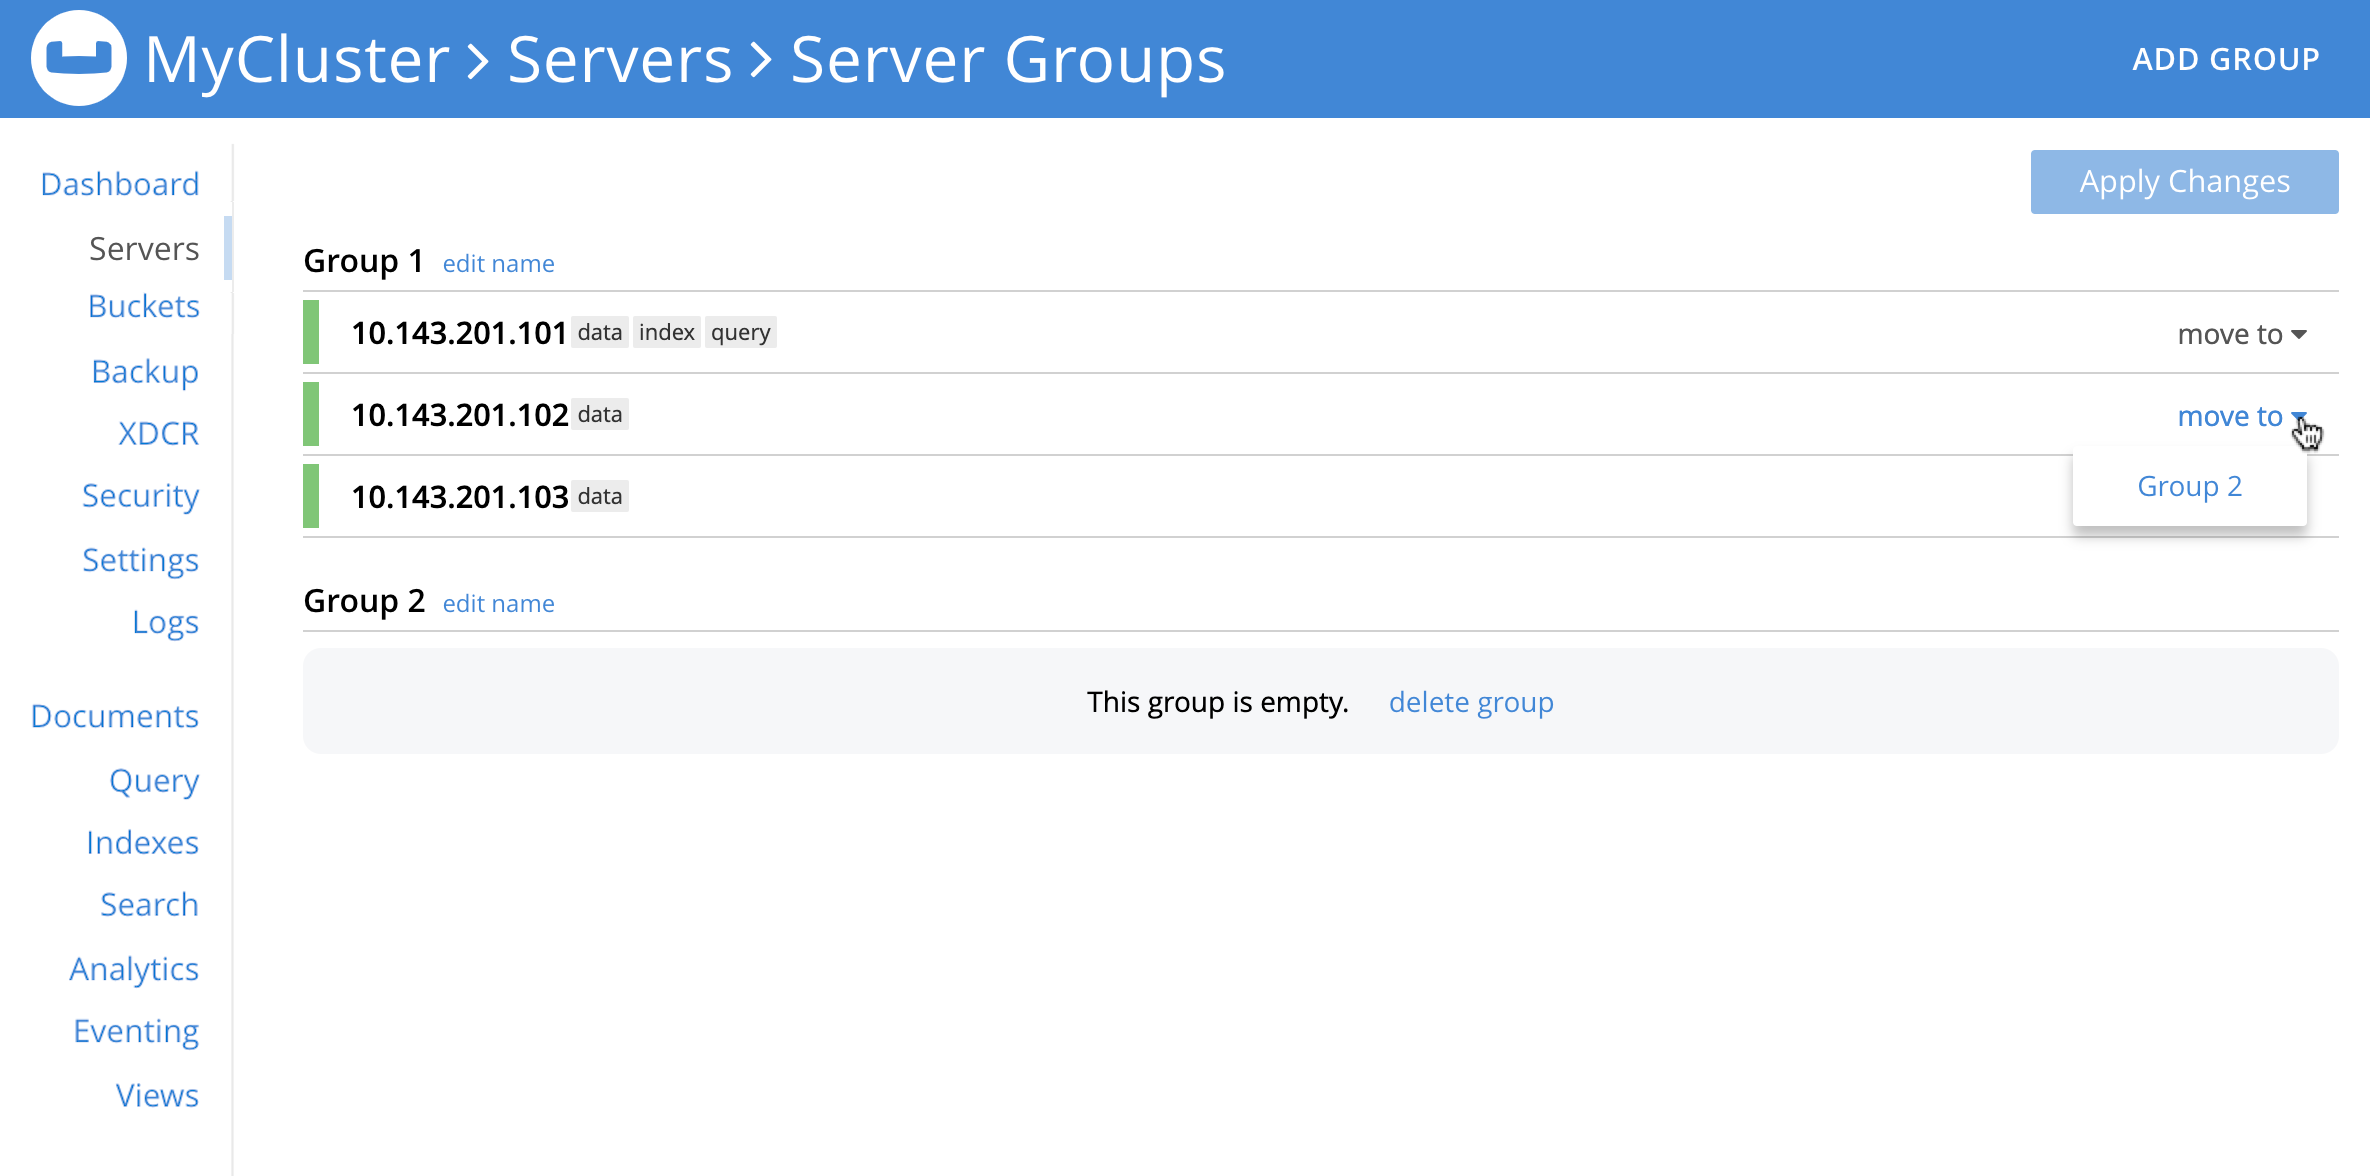 MyCluster > Servers > Server Groups
ADD GROUP
Dashboard
Servers
Buckets
Backup
XDCR
Security
Settings
Logs
Documents
Query
Indexes
Search
Analytics
Eventing
Views
Apply Changes
Group 1 edit name
10.143.201.101 data index query move to
10.143.201.102 data move to
Group 2
10.143.201.103 data
Group 2 edit name
This group is empty. delete group